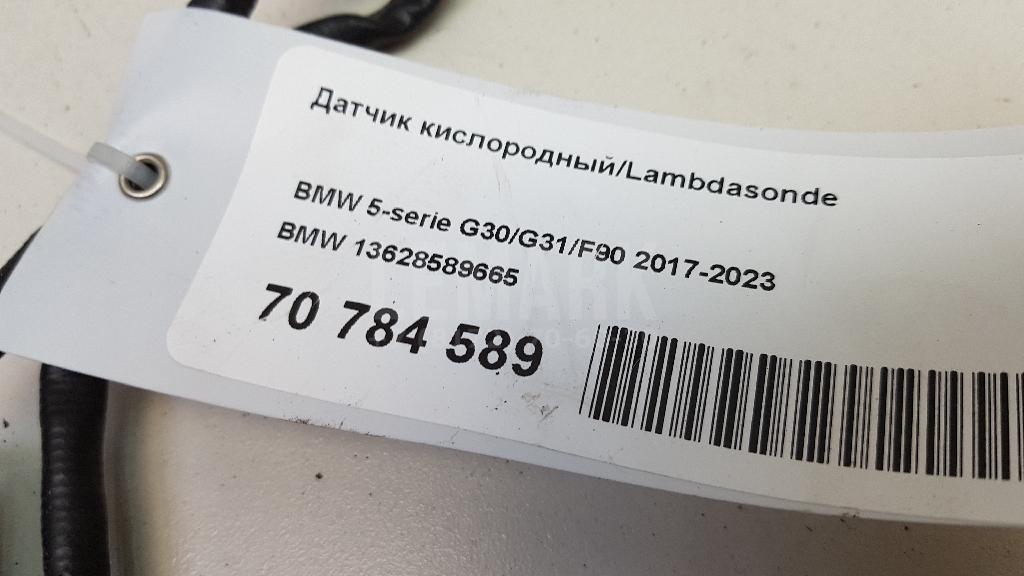 Датчик кислородный/Lambdasonde
BMW 5-serie G30/G31/F90 2017-2023
BMW 13628589665
70 784 589